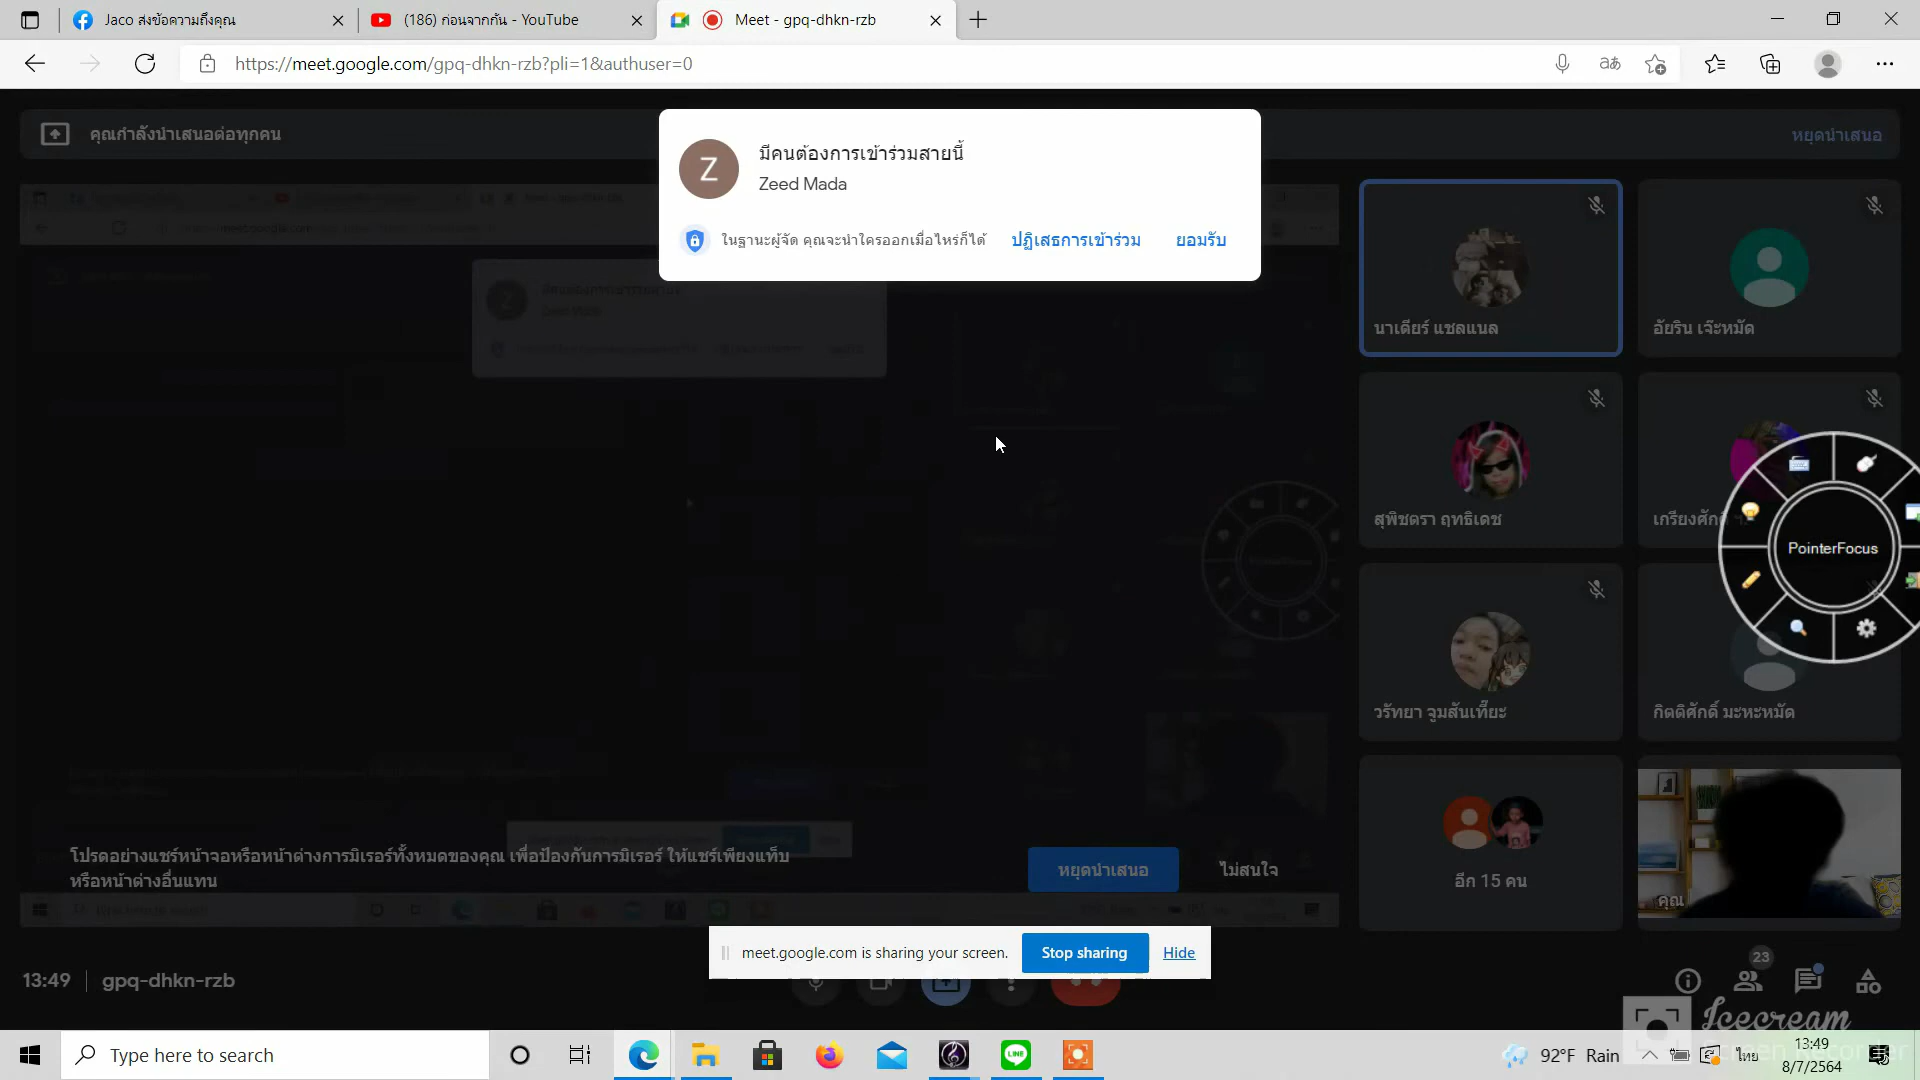 Jaco ส่งข้อความถึงคุณ
(186) ก่อนจากกัน - YouTube
Meet - gpq-dhkn-rzb
https://meet.google.com/gpq-dhkn-rzb?pli=1&authuser=0
คุณกำลังนำเสนอต่อทุกคน
หยุดนำเสนอ
Z
มีคนต้องการเข้าร่วมสายนี้
Zeed Mada
ในฐานะผู้จัด คุณจะนำใครออกเมื่อไหร่ก็ได้
ปฏิเสธการเข้าร่วม
ยอมรับ
นาเดียร์ แชลแนล
อัยริน เจ๊ะหมัด
สุพิชดรา ฤทธิเดช
เกรียงศักดิ์
PointerFocus
วรัทยา จูมสันเที๊ยะ
กิตติศักดิ์ มะหะหมัด
โปรดอย่างแชร์หน้าจอหรือหน้าต่างการมิเรอร์ทั้งหมดของคุณ เพื่อป้องกันการมิเรอร์ ให้แชร์เพียงแท็บ
หรือหน้าต่างอื่นแทน
หยุดนำเสนอ
ไม่สนใจ
อีก 15 คน
คุณ
meet.google.com is sharing your screen.
Stop sharing
Hide
13:49
gpq-dhkn-rzb
23
Icecream
Screen Recorder
Type here to search
LINE
92°F Rain
ไทย
13:49
8/7/2564